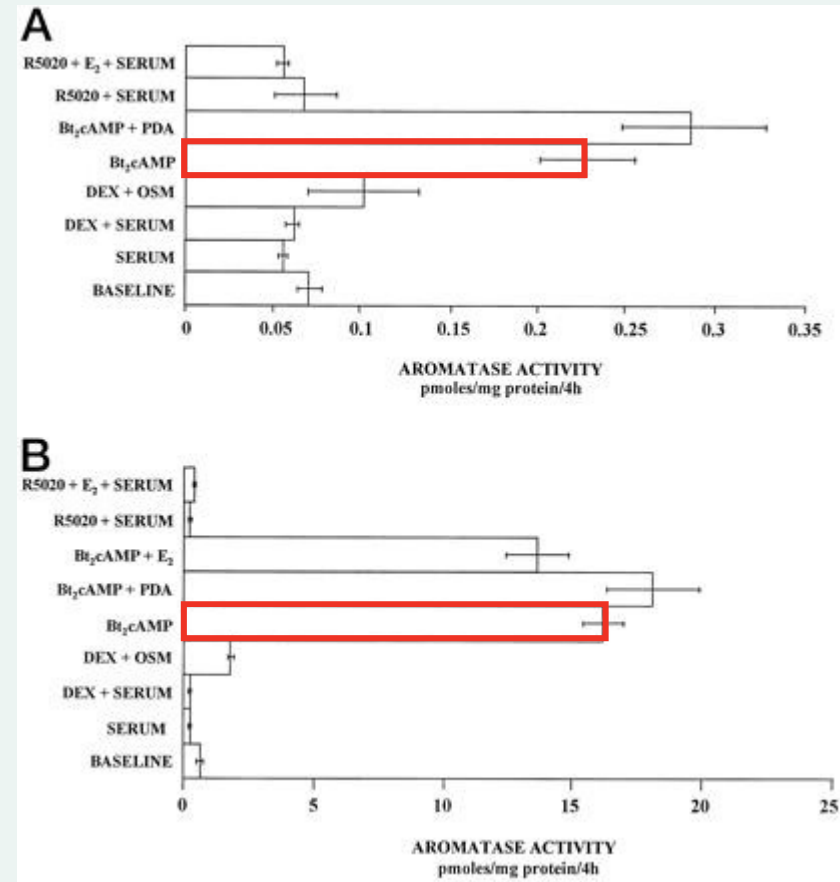 A
R5020 + E₂ + SERUM
R5020 + SERUM
Bt₂cAMP + PDA
Bt₂cAMP
DEX + OSM
DEX + SERUM
SERUM
BASELINE
0 0.05 0.1 0.15 0.2 0.25 0.3 0.35
AROMATASE ACTIVITY
pmoles/mg protein/4h
B
R5020 + E₂ + SERUM
R5020 + SERUM
Bt₂cAMP + E₂
Bt₂cAMP + PDA
Bt₂cAMP
DEX + OSM
DEX + SERUM
SERUM
BASELINE
0 5 10 15 20 25
AROMATASE ACTIVITY
pmoles/mg protein/4h